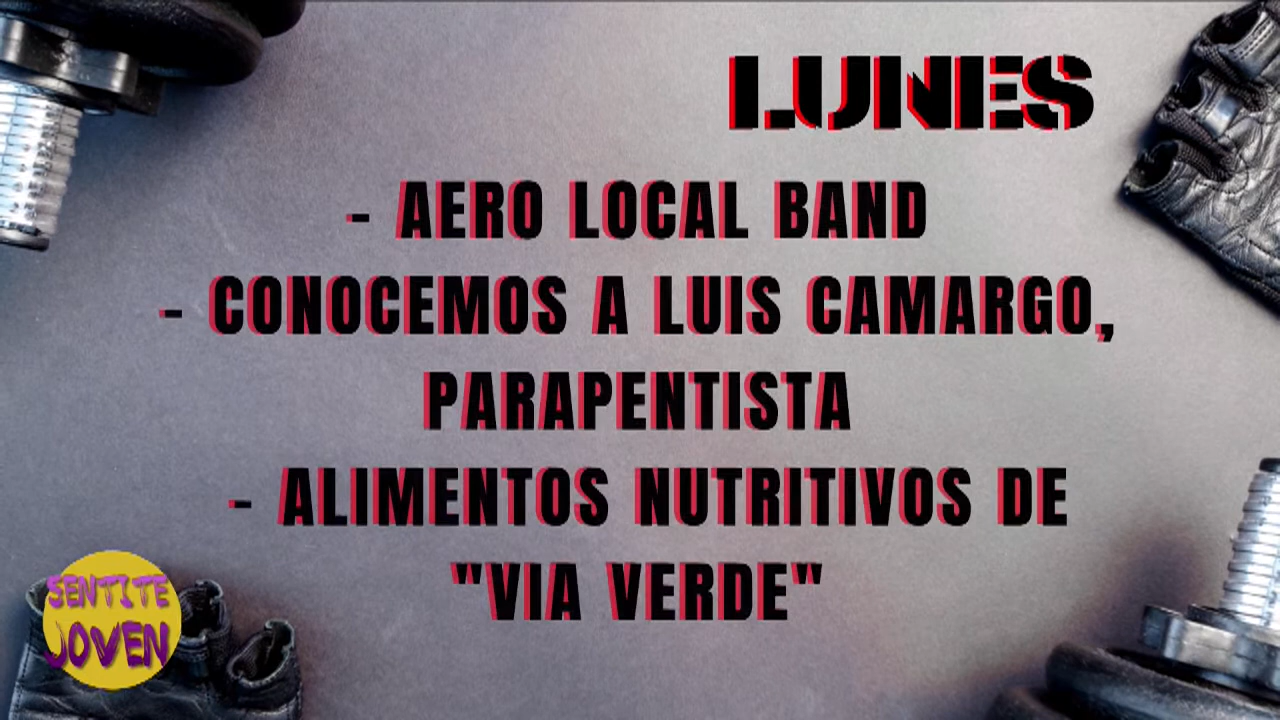 LUNES
- AERO LOCAL BAND
- CONOCEMOS A LUIS CAMARGO,
PARAPENTISTA
- ALIMENTOS NUTRITIVOS DE
"VIA VERDE"
SENTITE
JOVEN